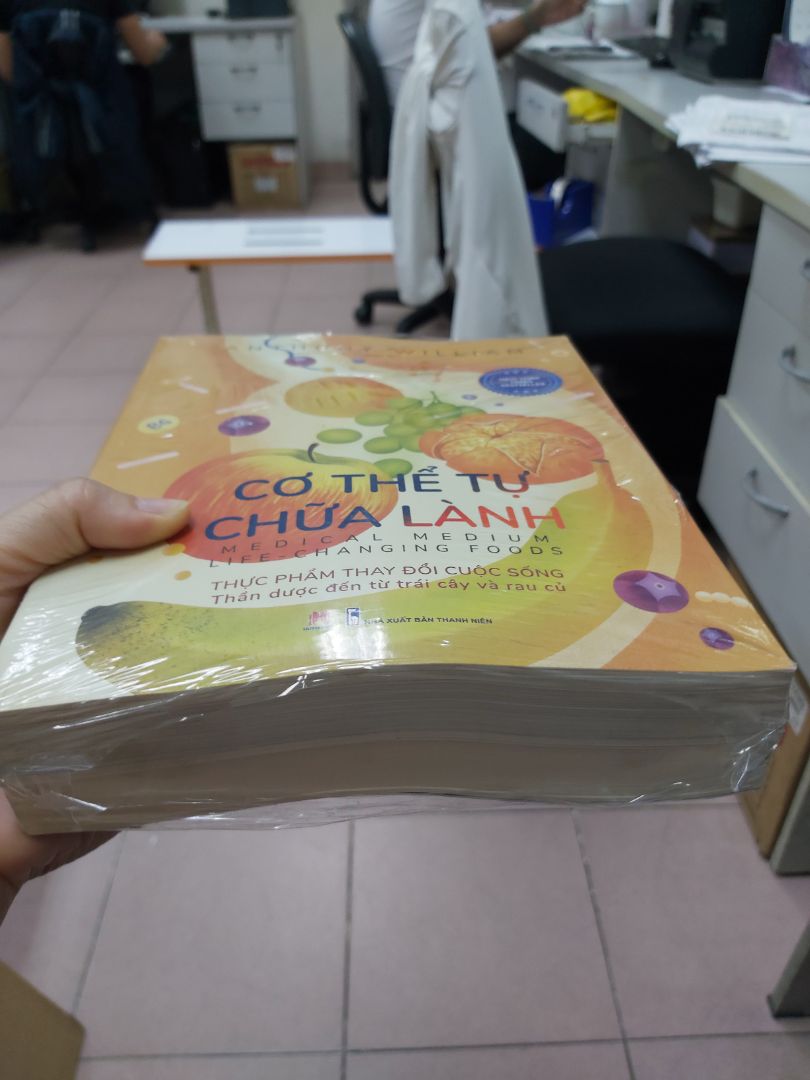 WILLIAM
CƠ THỂ TỰ
CHỮA LÀNH
MEDICAL MEDIUM
LIFE-CHANGING FOODS
THỰC PHẨM THAY ĐỔI CUỘC SỐNG
Thần dược đến từ trái cây và rau củ
NHÀ XUẤT BẢN THANH NIÊN